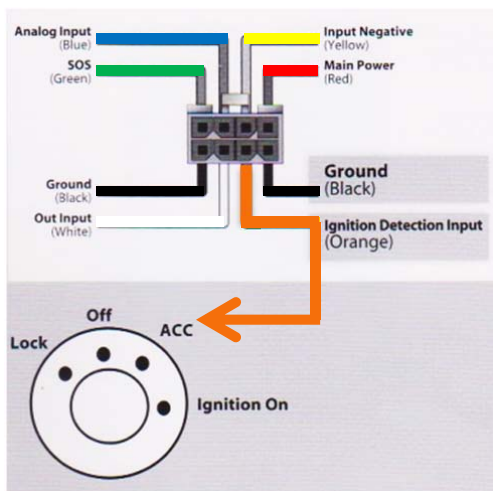 Analog Input
(Blue)
SOS
(Green)
Ground
(Black)
Out Input
(White)
Input Negative
(Yellow)
Main Power
(Red)
Ground
(Black)
Ignition Detection Input
(Orange)
Lock
Off
ACC
Ignition On